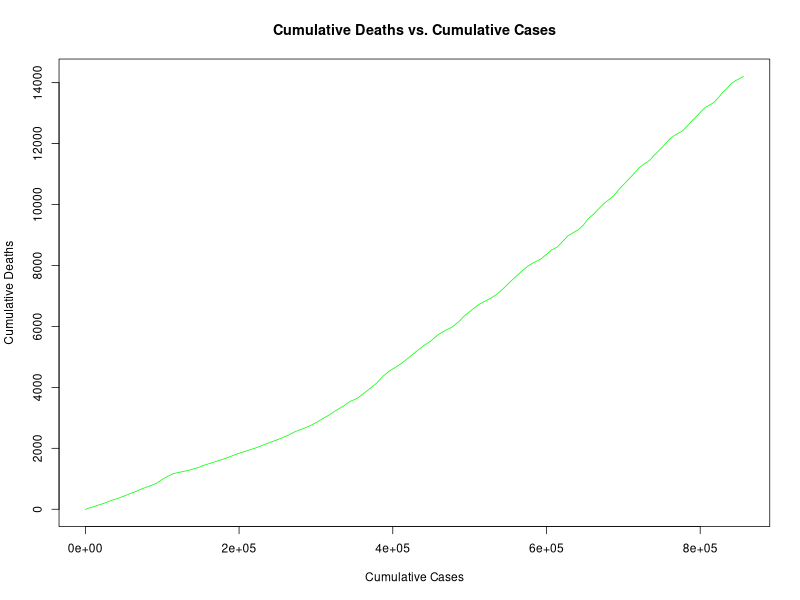 Cumulative Deaths vs. Cumulative Cases
Cumulative Deaths
14000
12000
10000
8000
6000
4000
2000
0
0e+00 2e+05 4e+05 6e+05 8e+05
Cumulative Cases